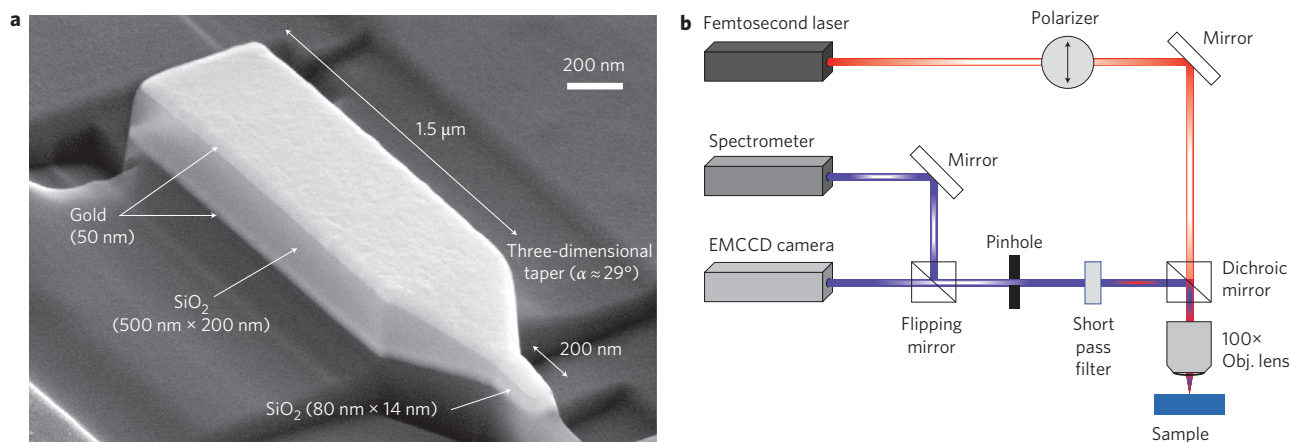 a
200 nm
1.5 μm
Gold
(50 nm)
Three-dimensional
taper (α ≈ 29°)
SiO₂
(500 nm × 200 nm)
200 nm
SiO₂ (80 nm × 14 nm)
b
Femtosecond laser
Polarizer
Mirror
Spectrometer
Mirror
EMCCD camera
Pinhole
Dichroic
mirror
Flipping
mirror
Short
pass
filter
100×
Obj. lens
Sample